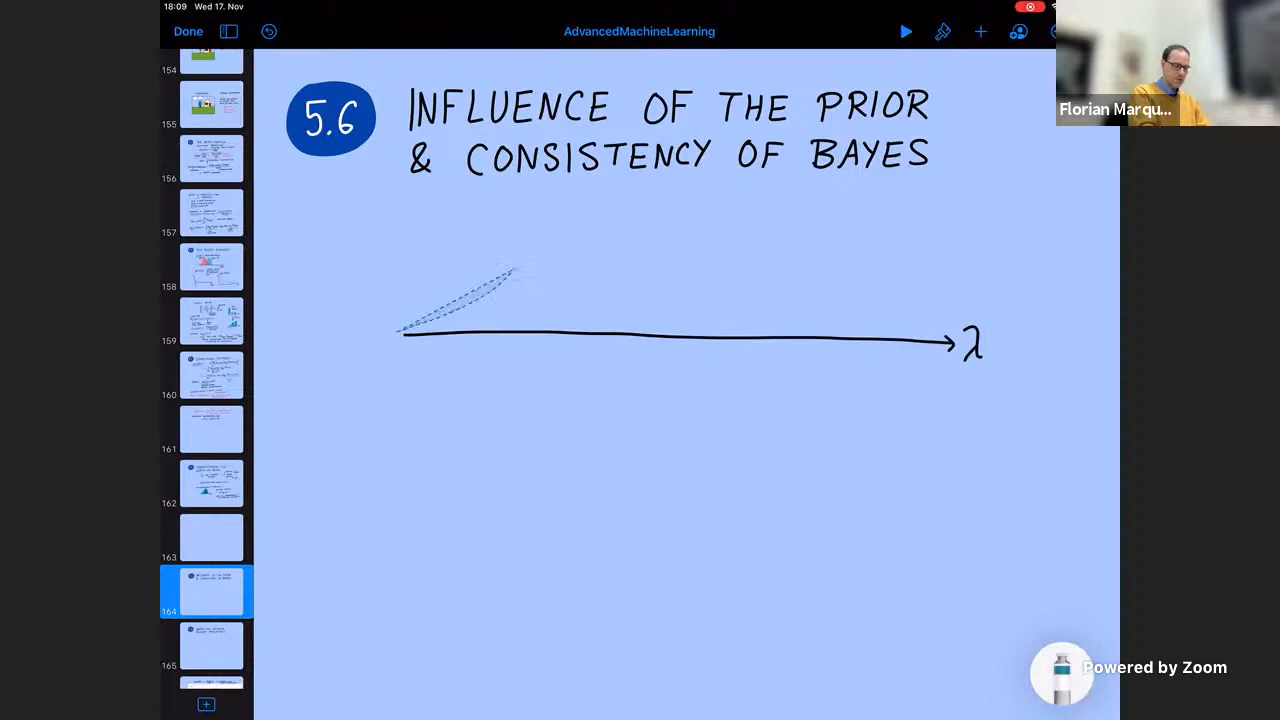 18:09 Wed 17. Nov
Done
AdvancedMachineLearning
Florian Marqu...
5.6
INFLUENCE OF THE PRIOR
& CONSISTENCY OF BAYES
λ
154
155
156
157
158
159
160
161
162
163
164
165
Powered by Zoom